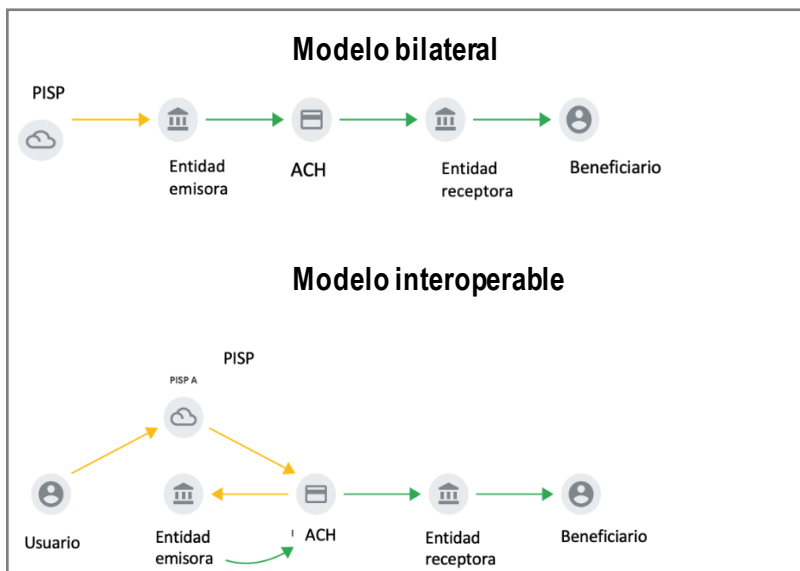 Modelo bilateral
PISP
Entidad
emisora
ACH
Entidad
receptora
Beneficiario
Modelo interoperable
PISP
PISP A
Usuario
Entidad
emisora
ACH
Entidad
receptora
Beneficiario